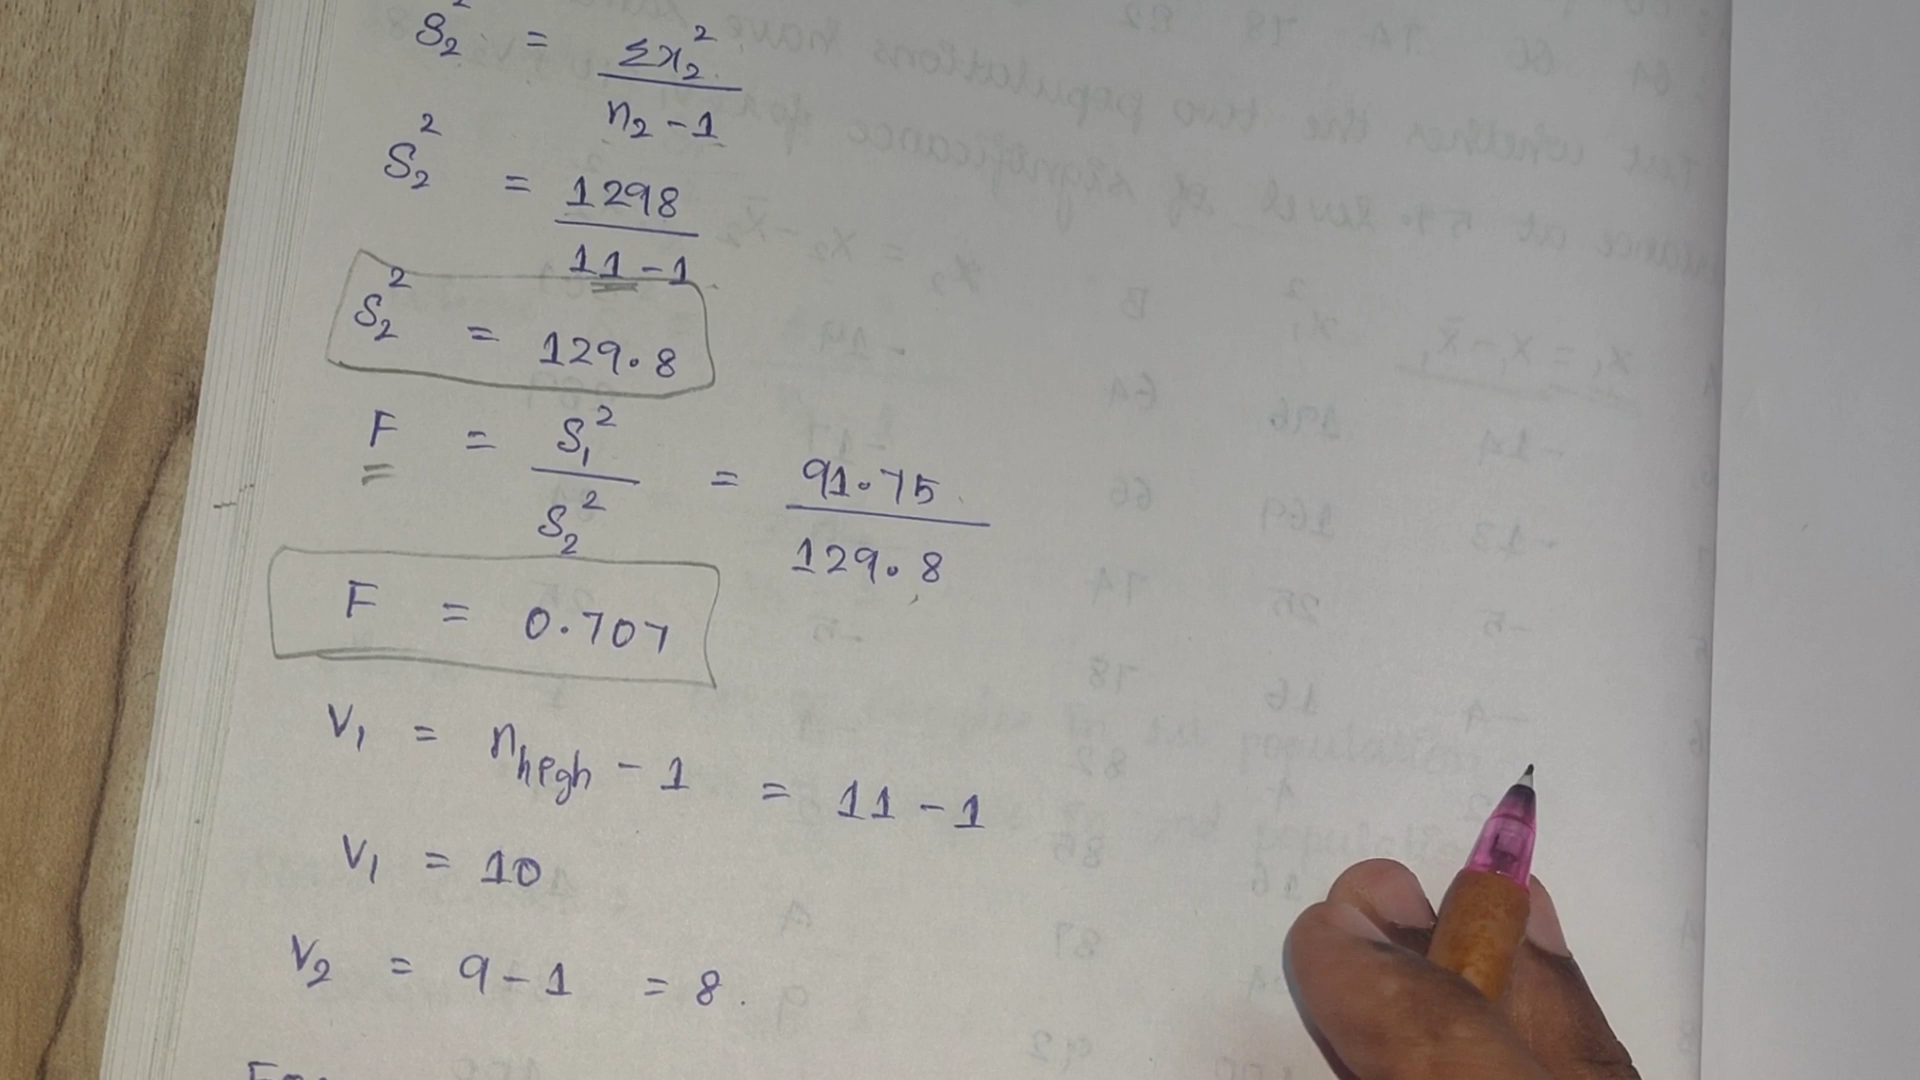 S₂² = Σx₂² / n₂ - 1
S₂² = 1298 / 11 - 1
S₂² = 129.8
F = S₁² / S₂² = 91.75 / 129.8
F = 0.707
V₁ = n high - 1 = 11 - 1
V₁ = 10
V₂ = 9 - 1 = 8.